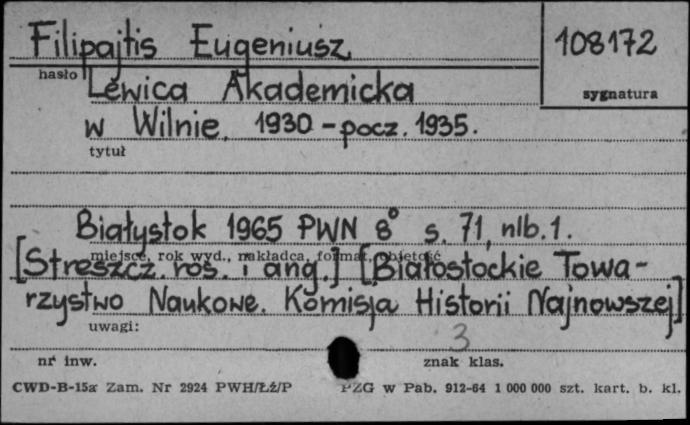 Filipajtis Eugeniusz
108172
hasło
sygnatura
Lewica Akademicka
w Wilnie. 1930 - pocz. 1935.
tytuł
Białystok 1965 PWN 8° s. 71, nlb. 1.
miejsce, rok wyd., nakładca, format, objętość
[Streszcz. ros. i ang.] [Białostockie Towa-
rzystwo Naukowe. Komisja Historii Najnowszej]
uwagi:
3
nr inw.
znak klas.
CWD-B-15a Zam. Nr 2924 PWH/Łź/P PZG w Pab. 912-64 1 000 000 szt. kart. b. kl.